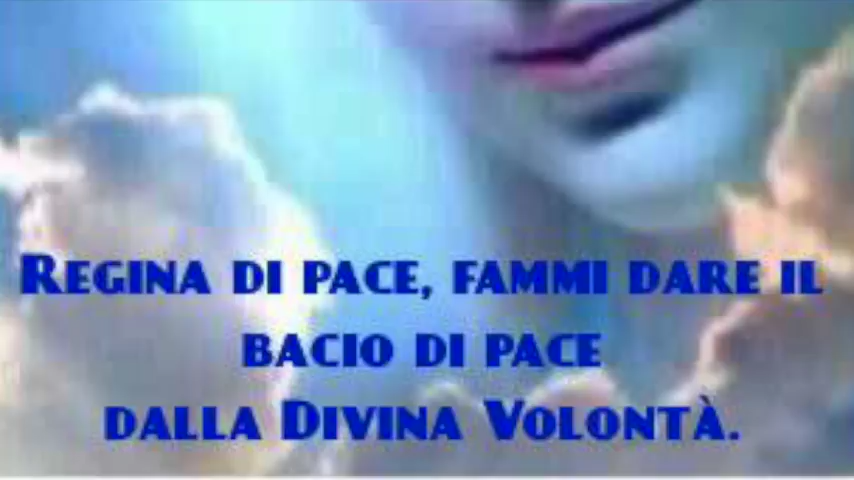 Regina di pace, fammi dare il
bacio di pace
dalla Divina Volontà.